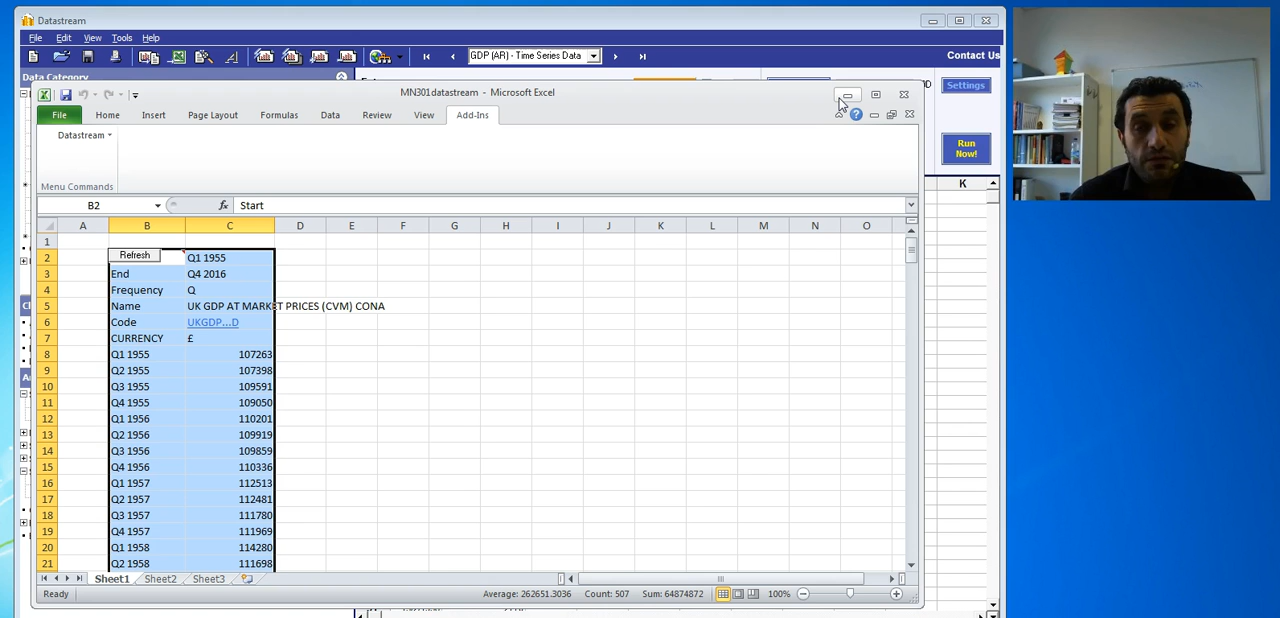 Datastream
File Edit View Tools Help
GDP (AR) - Time Series Data
Contact Us
Data Category
MN301datastream - Microsoft Excel
Settings
File Home Insert Page Layout Formulas Data Review View Add-Ins
Datastream
Run Now!
Menu Commands
B2 fx Start
K
A B C D E F G H I J K L M N O
1
2 Refresh Q1 1955
3 End Q4 2016
4 Frequency Q
5 Name UK GDP AT MARKET PRICES (CVM) CONA
6 Code UKGDP...D
7 CURRENCY £
8 Q1 1955 107263
9 Q2 1955 107398
10 Q3 1955 109591
11 Q4 1955 109050
12 Q1 1956 110201
13 Q2 1956 109919
14 Q3 1956 109859
15 Q4 1956 110336
16 Q1 1957 112513
17 Q2 1957 112481
18 Q3 1957 111780
19 Q4 1957 111969
20 Q1 1958 114280
21 Q2 1958 111698
Sheet1 Sheet2 Sheet3
Ready Average: 262651.3036 Count: 507 Sum: 64874872 100%